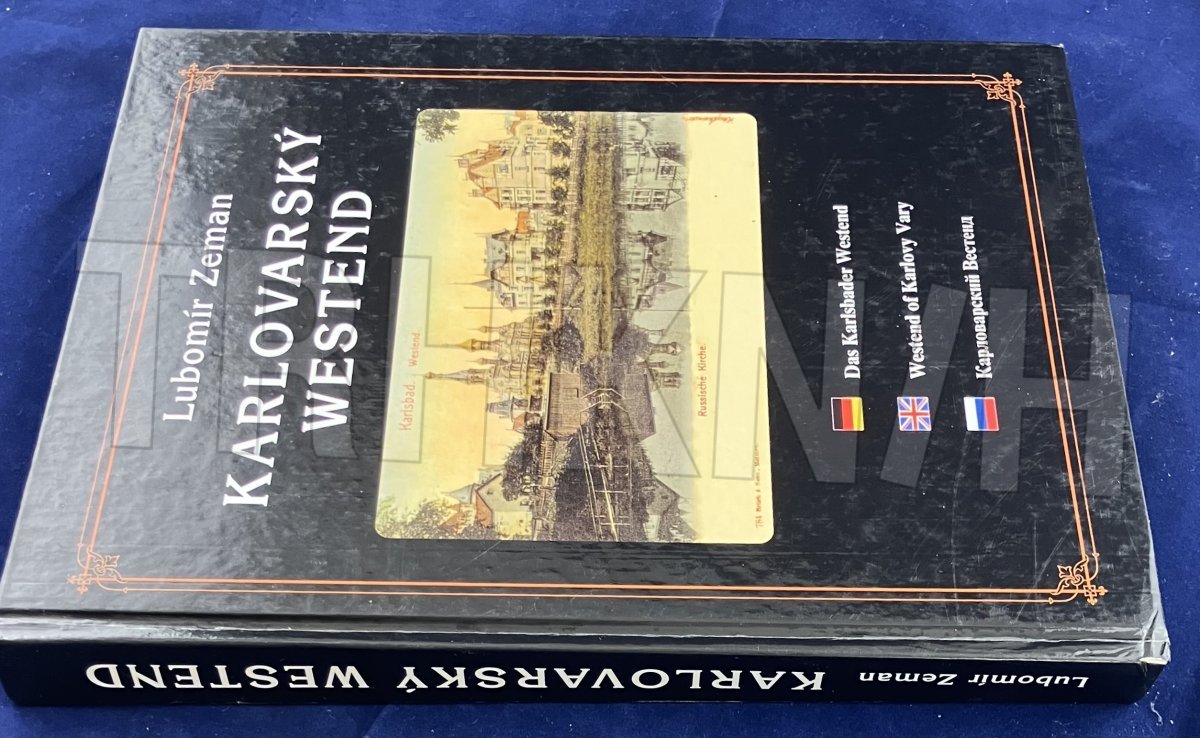 Lubomír Zeman
KARLOVARSKÝ
WESTEND
Karlsbad. Westend.
Russische Kirche.
Das Karlsbader Westend
Westend of Karlovy Vary
Карловарский Вестенд
Lubomír Zeman KARLOVARSKÝ WESTEND
TRHKNIH